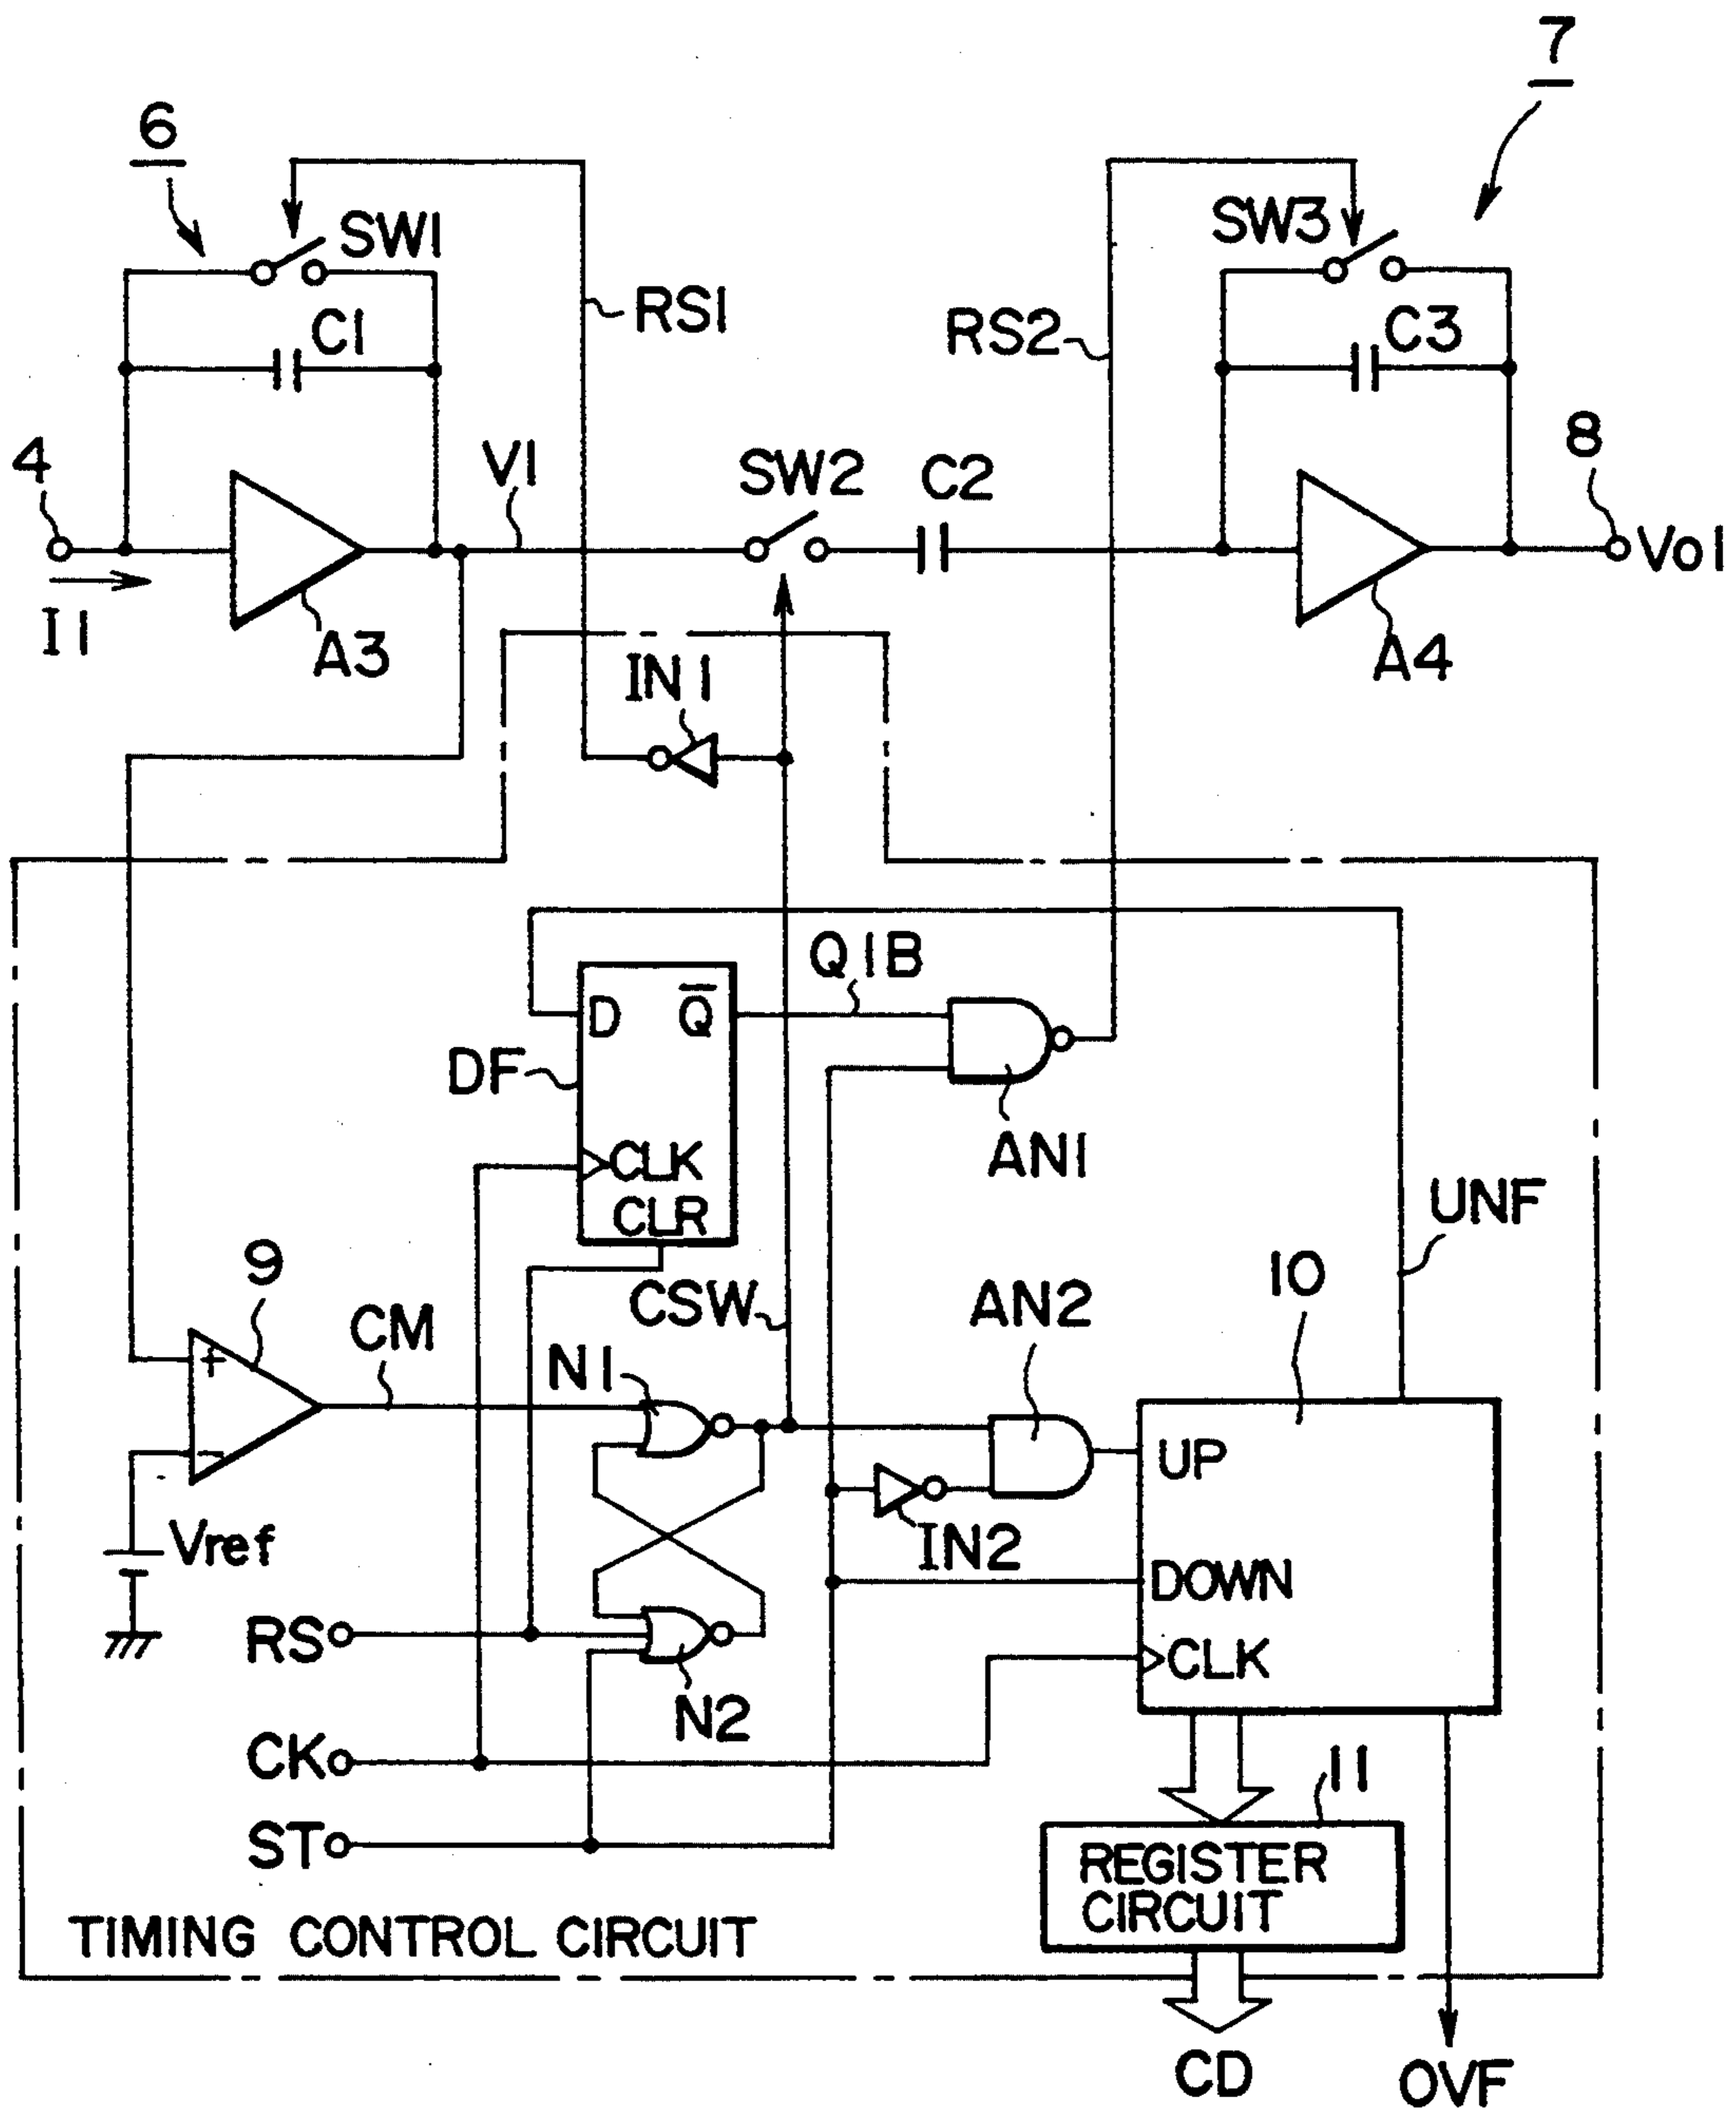 7
6
SW1
SW3
RS1
C1
RS2
C3
4
V1
SW2
C2
8
Vo1
I1
A3
IN1
A4
Q1B
D
Q̅
DF
AN1
CLK
CLR
UNF
9
CSW
AN2
10
CM
N1
+
−
UP
IN2
Vref
DOWN
RS
CLK
N2
CK
11
ST
REGISTER
CIRCUIT
TIMING CONTROL CIRCUIT
CD
OVF